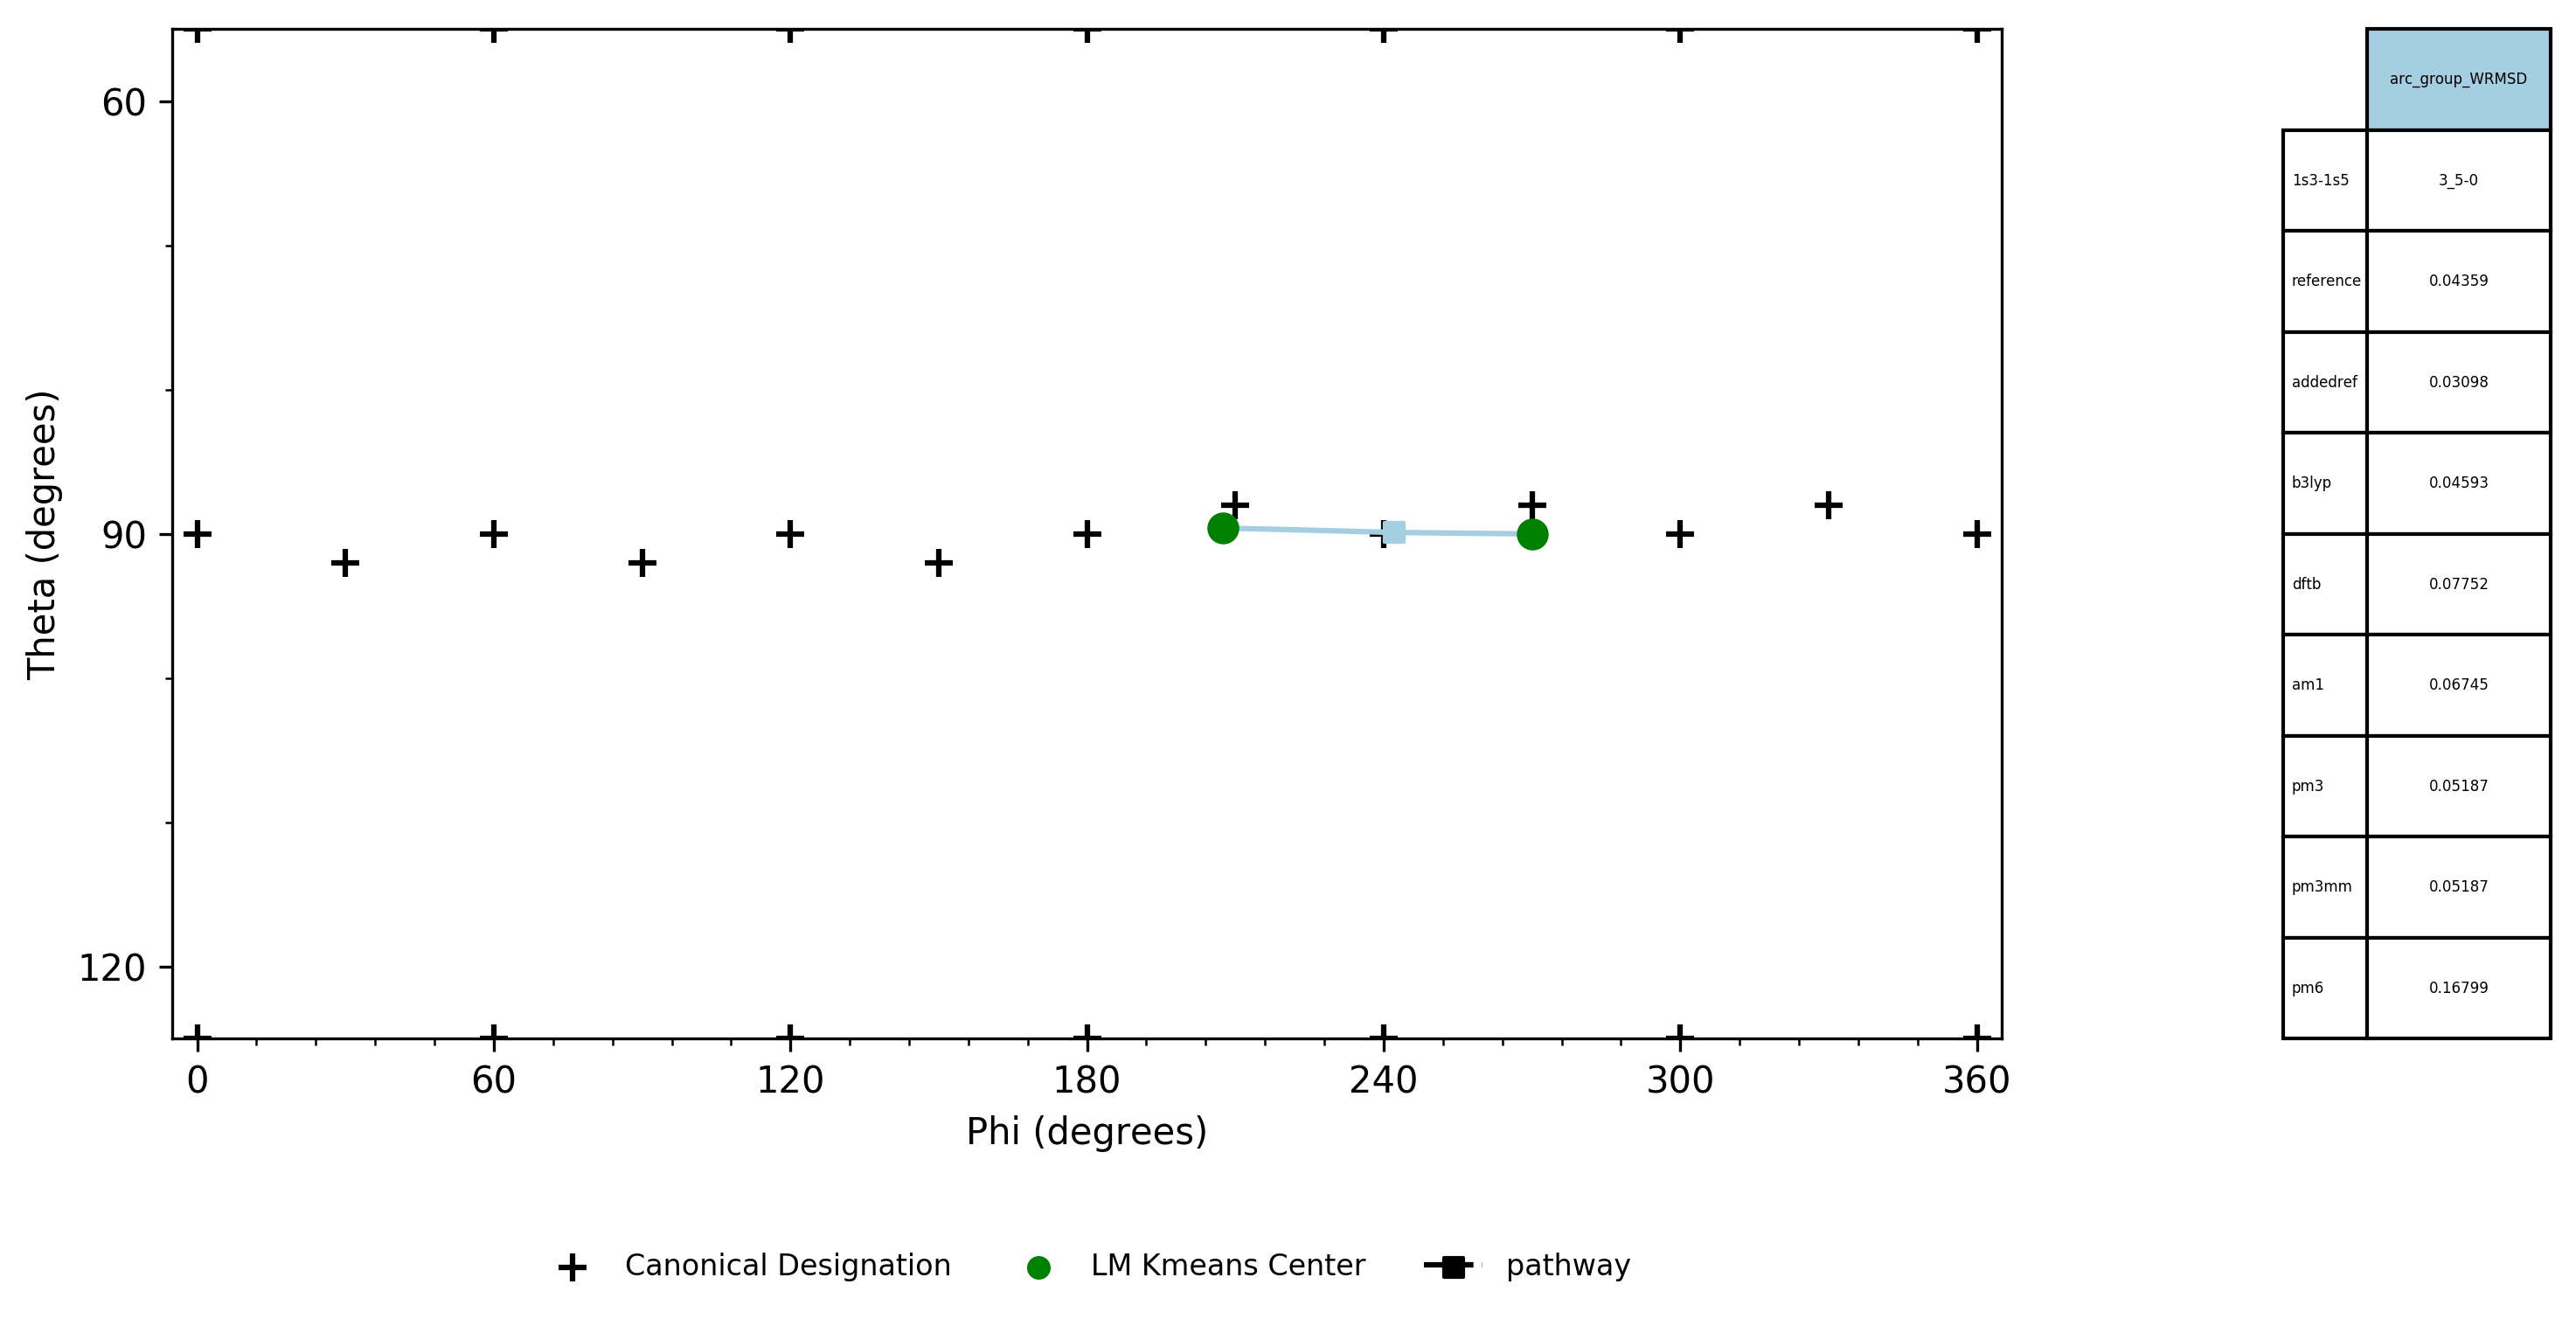 60
90
120
Theta (degrees)
0 60 120 180 240 300 360
Phi (degrees)
Canonical Designation LM Kmeans Center pathway
arc_group_WRMSD
1s3-1s5 3_5-0
reference 0.04359
addedref 0.03098
b3lyp 0.04593
dftb 0.07752
am1 0.06745
pm3 0.05187
pm3mm 0.05187
pm6 0.16799